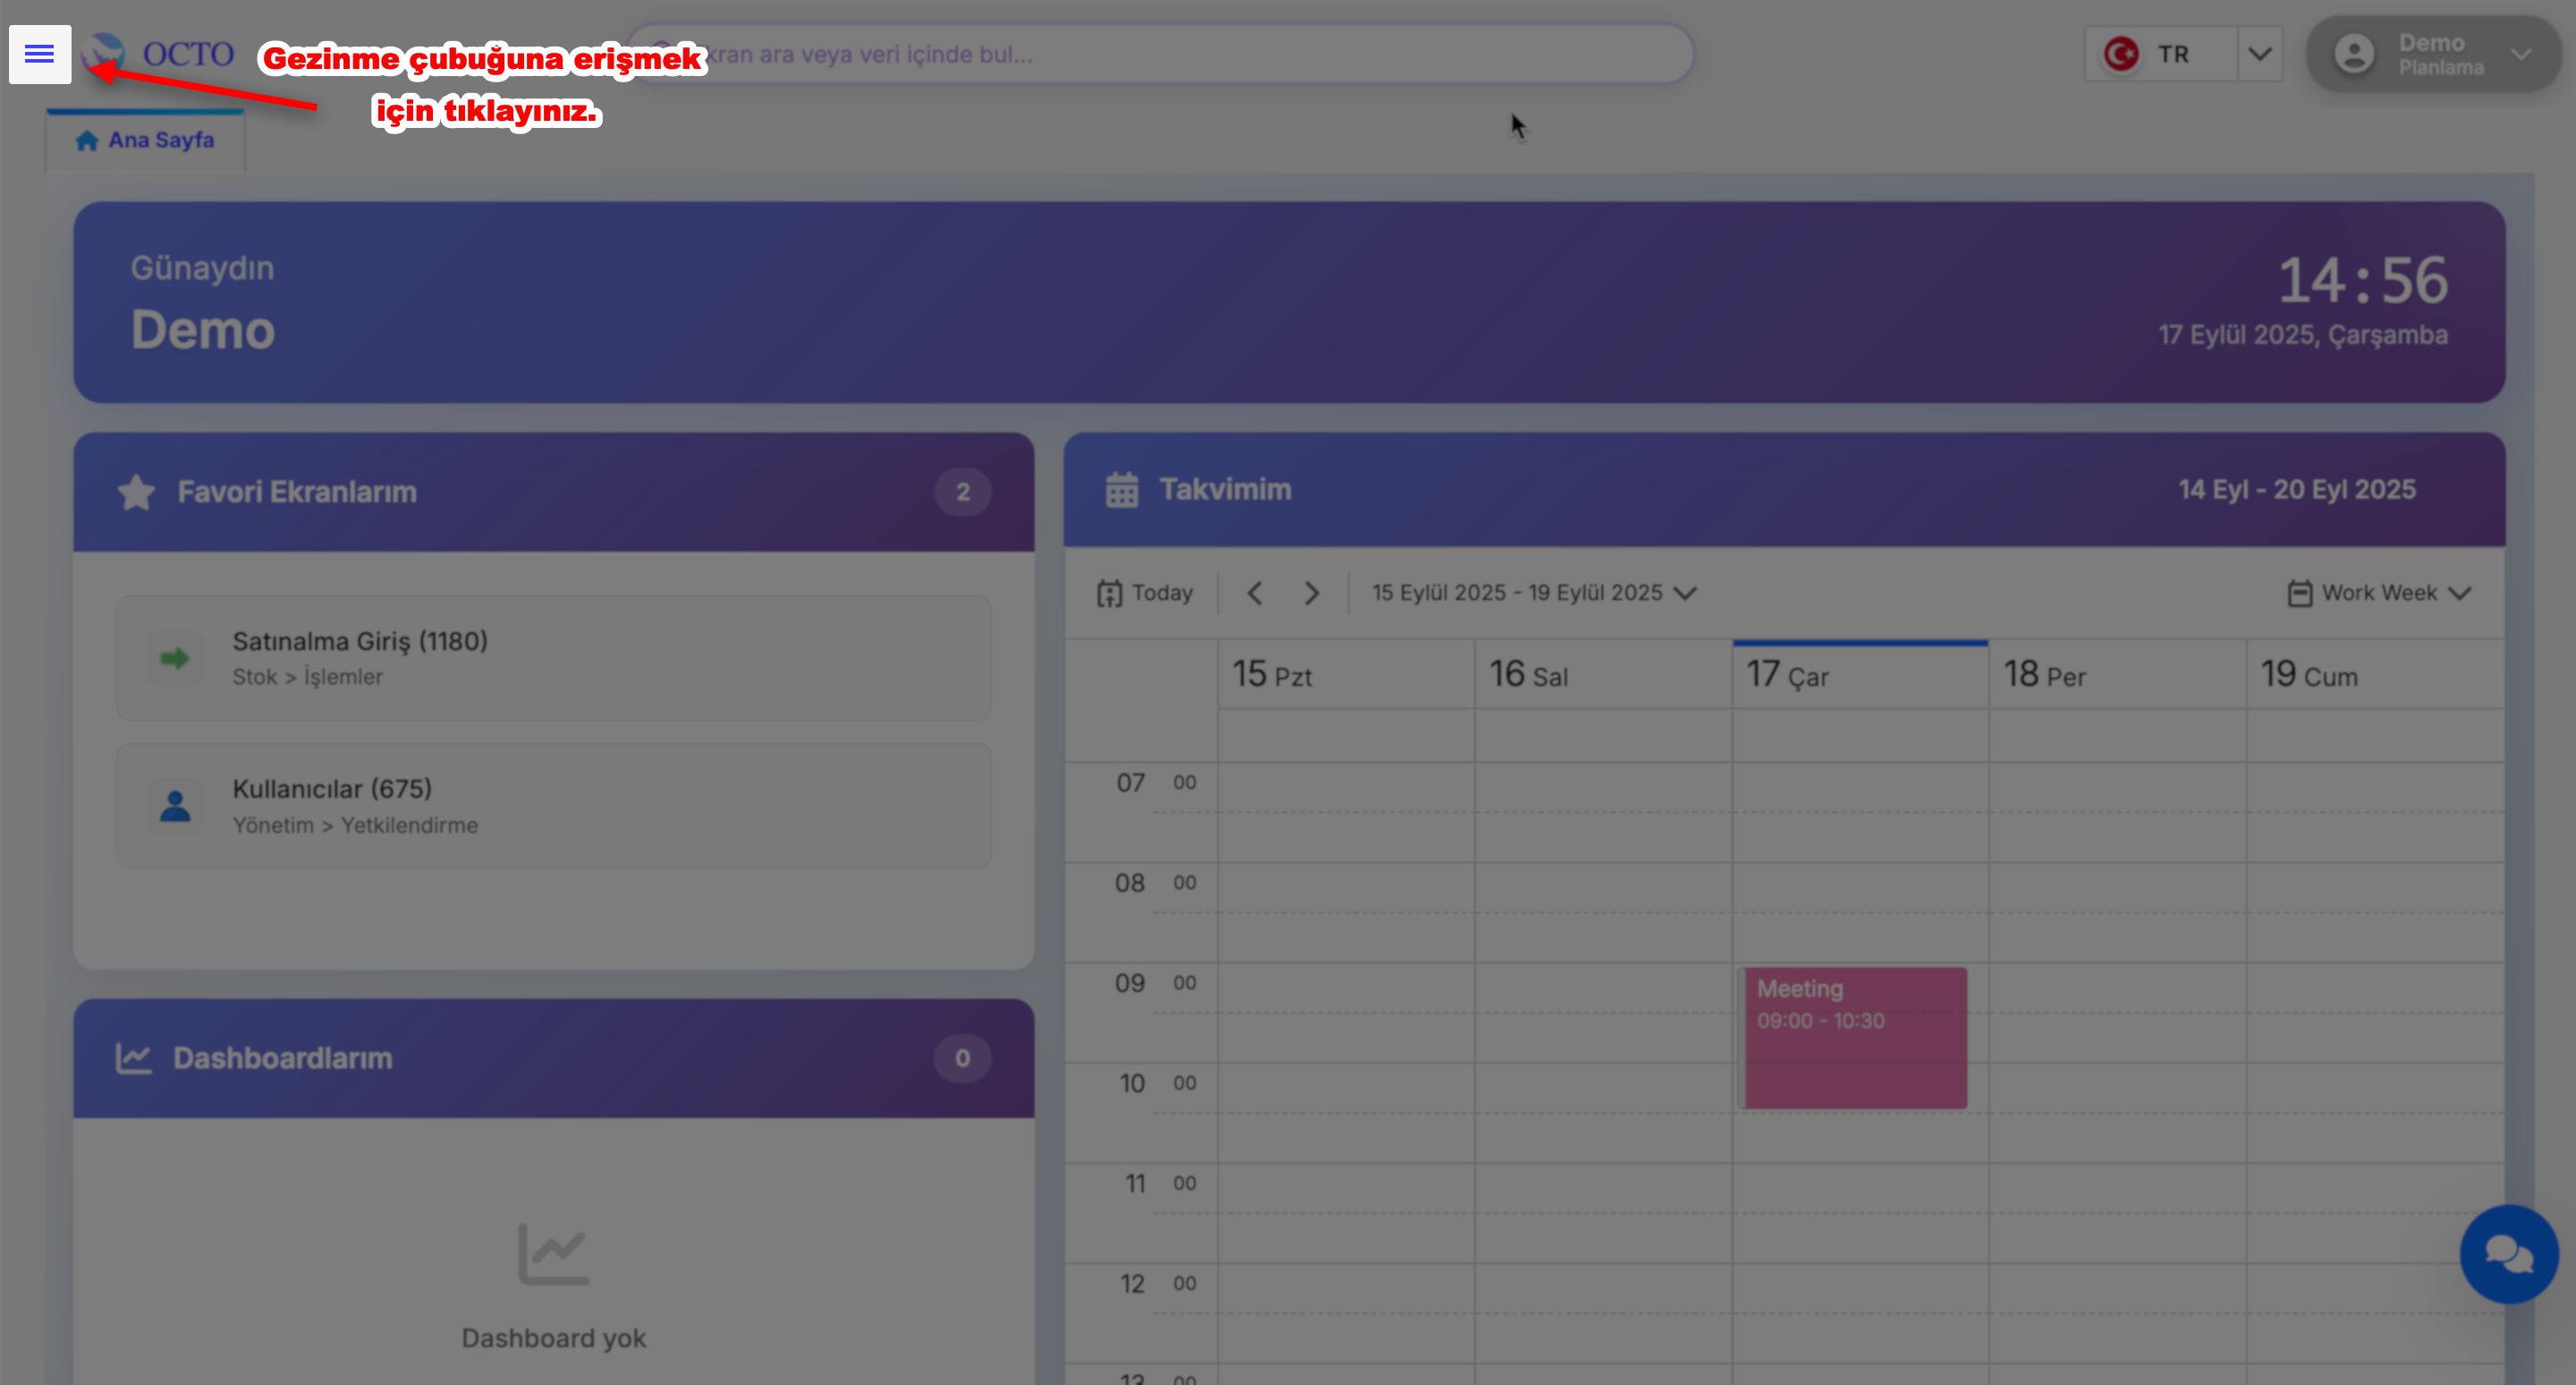 OCTO
Gezinme çubuğuna erişmek
için tıklayınız.
kran ara veya veri içinde bul...
TR
Demo
Planlama
Ana Sayfa
Günaydın
Demo
14:56
17 Eylül 2025, Çarşamba
Favori Ekranlarım
2
Satınalma Giriş (1180)
Stok > İşlemler
Kullanıcılar (675)
Yönetim > Yetkilendirme
Dashboardlarım
0
Dashboard yok
Takvimim
14 Eyl - 20 Eyl 2025
Today
15 Eylül 2025 - 19 Eylül 2025
Work Week
15 Pzt
16 Sal
17 Çar
18 Per
19 Cum
07 00
08 00
09 00
Meeting
09:00 - 10:30
10 00
11 00
12 00
13 00